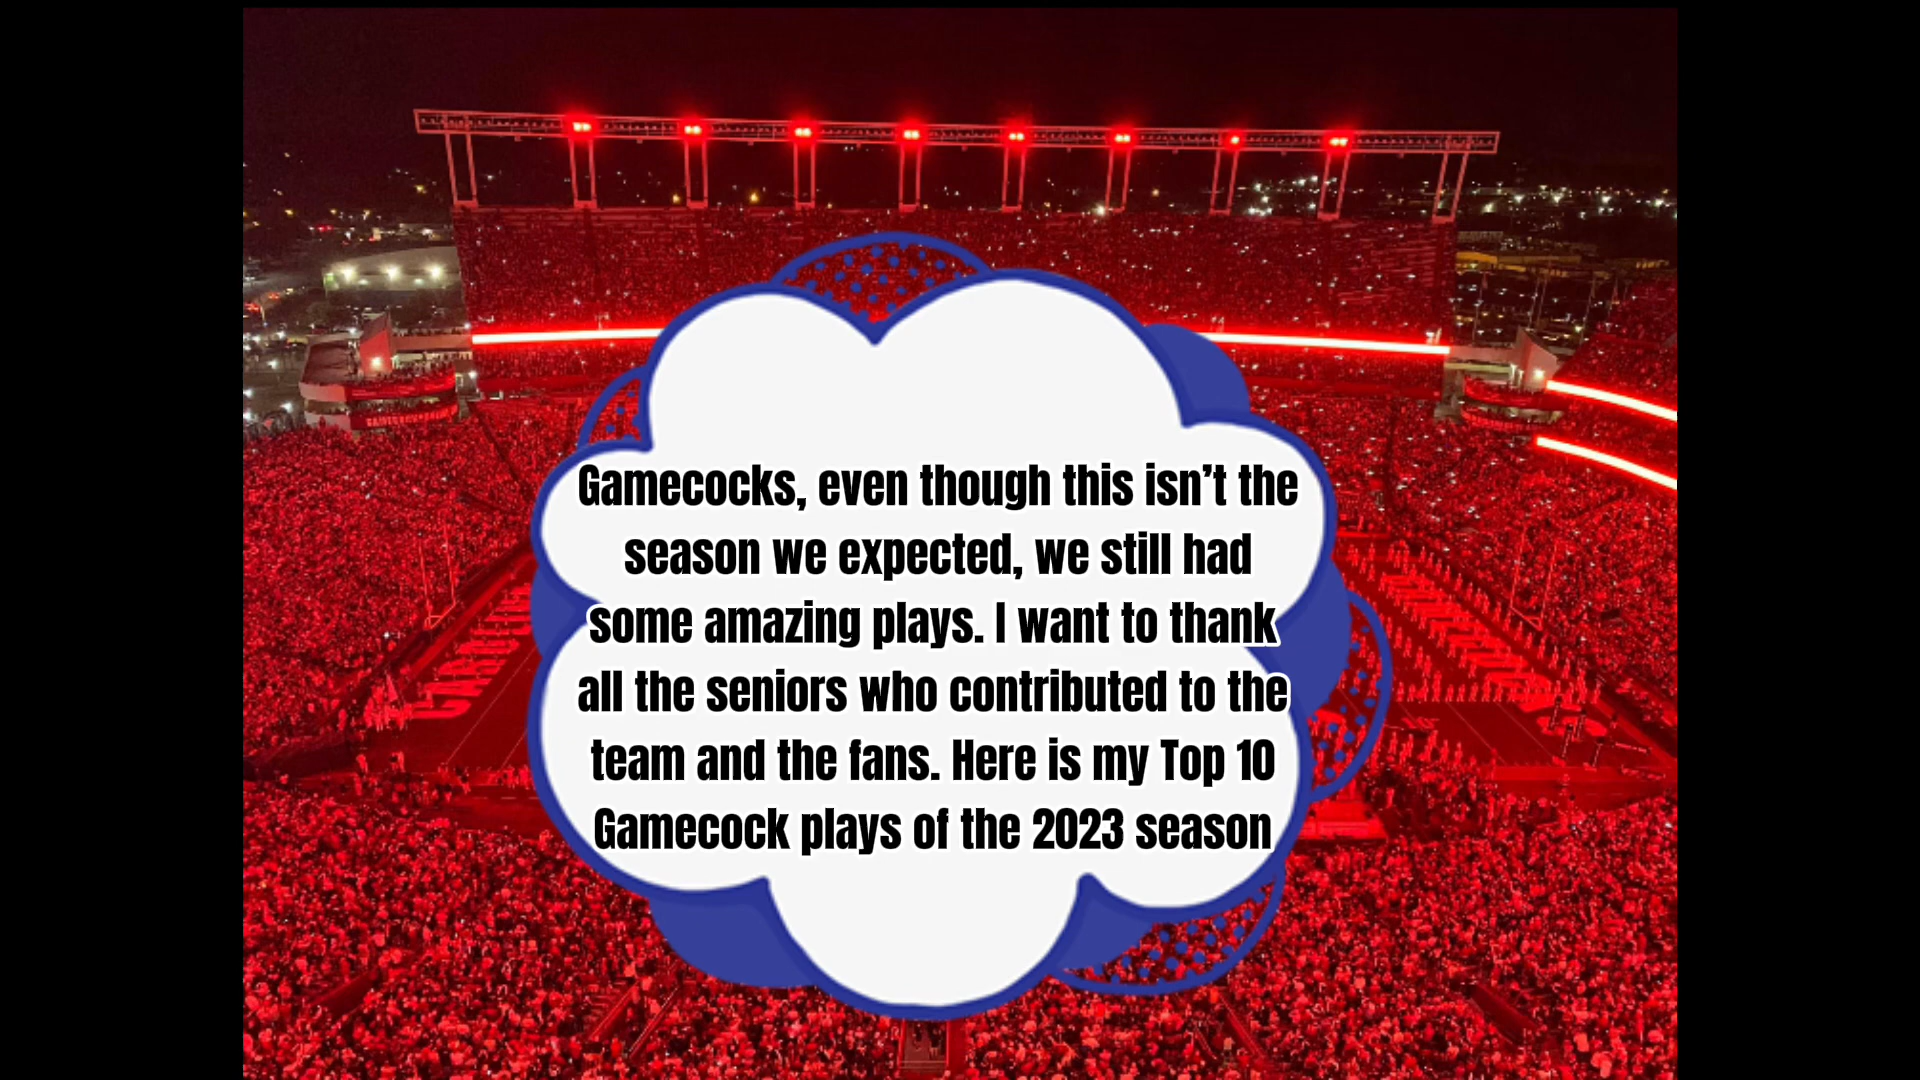 Gamecocks, even though this isn’t the
season we expected, we still had
some amazing plays. I want to thank
all the seniors who contributed to the
team and the fans. Here is my Top 10
Gamecock plays of the 2023 season
CAROLINA